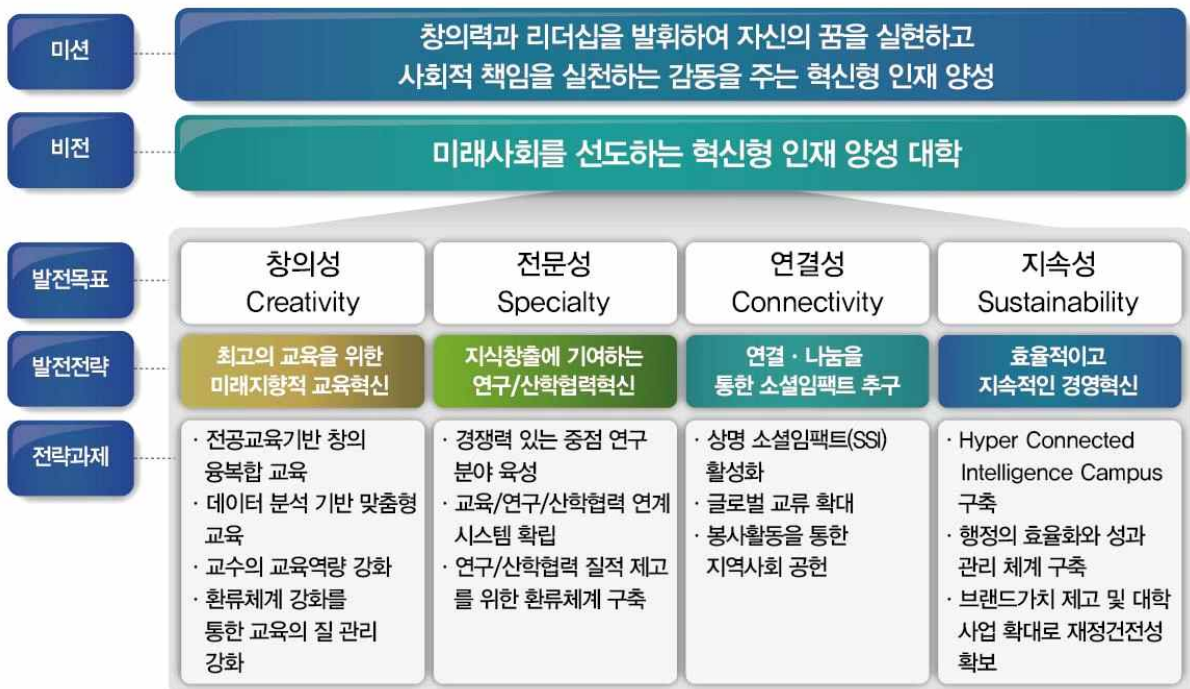 미션
창의력과 리더십을 발휘하여 자신의 꿈을 실현하고
사회적 책임을 실천하는 감동을 주는 혁신형 인재 양성
비전
미래사회를 선도하는 혁신형 인재 양성 대학
발전목표
창의성
Creativity
전문성
Specialty
연결성
Connectivity
지속성
Sustainability
발전전략
최고의 교육을 위한
미래지향적 교육혁신
지식창출에 기여하는
연구/산학협력혁신
연결 · 나눔을
통한 소셜임팩트 추구
효율적이고
지속적인 경영혁신
전략과제
· 전공교육기반 창의
융복합 교육
· 데이터 분석 기반 맞춤형
교육
· 교수의 교육역량 강화
· 환류체계 강화를
통한 교육의 질 관리
강화
· 경쟁력 있는 중점 연구
분야 육성
· 교육/연구/산학협력 연계
시스템 확립
· 연구/산학협력 질적 제고
를 위한 환류체계 구축
· 상명 소셜임팩트(SSI)
활성화
· 글로벌 교류 확대
· 봉사활동을 통한
지역사회 공헌
· Hyper Connected
Intelligence Campus
구축
· 행정의 효율화와 성과
관리 체계 구축
· 브랜드가치 제고 및 대학
사업 확대로 재정건전성
확보